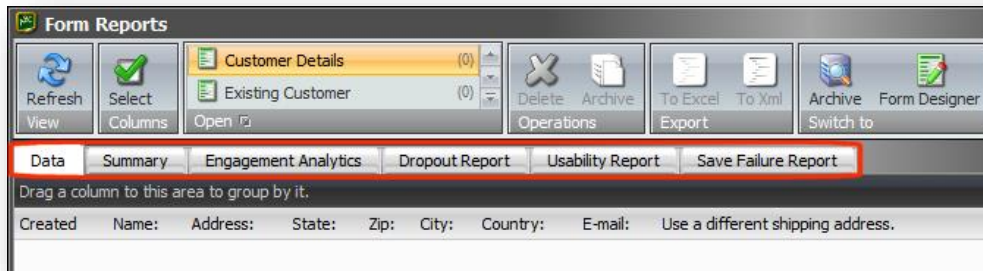 Form Reports
Customer Details (0)
Existing Customer (0)
Refresh Select Delete Archive To Excel To Xml Archive Form Designer
View Columns Open Operations Export Switch to
Data Summary Engagement Analytics Dropout Report Usability Report Save Failure Report
Drag a column to this area to group by it.
Created Name: Address: State: Zip: City: Country: E-mail: Use a different shipping address.